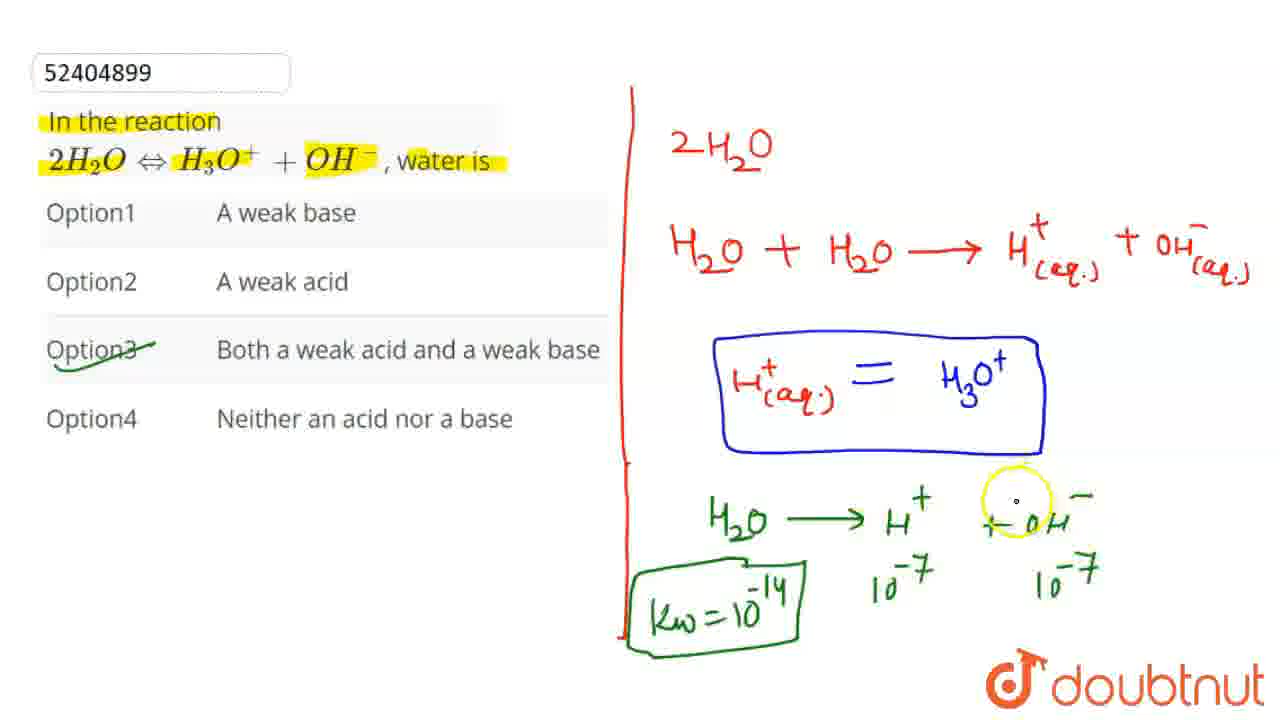 52404899
In the reaction
2H₂O ⇔ H₃O⁺ + OH⁻, water is
Option1 A weak base
Option2 A weak acid
Option3 Both a weak acid and a weak base
Option4 Neither an acid nor a base
2H₂O
H₂O + H₂O ⟶ H⁺(aq.) + OH⁻(aq.)
H⁺(aq.) = H₃O⁺
H₂O ⟶ H⁺ + OH⁻
10⁻⁷ 10⁻⁷
Kw = 10⁻¹⁴
doubtnut